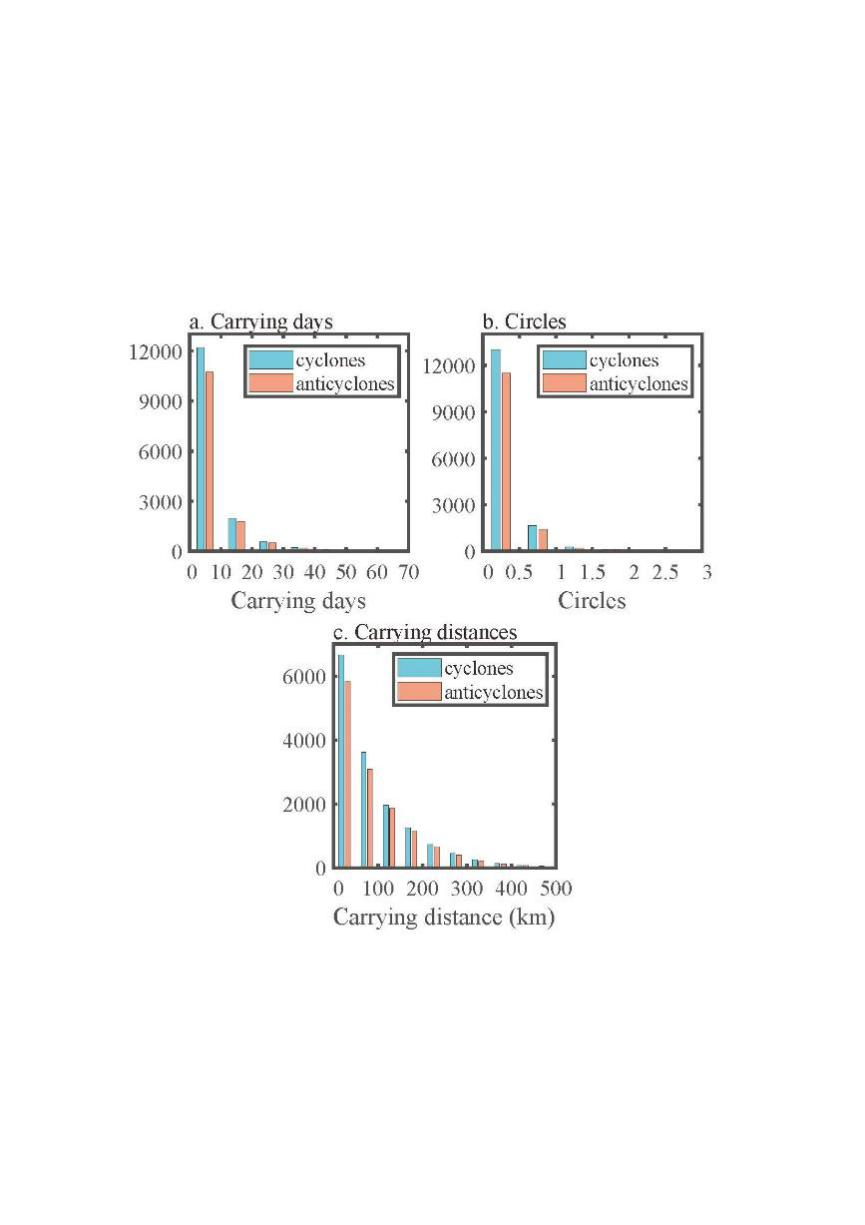 a. Carrying days
12000
9000
6000
3000
0
cyclones
anticyclones
0 10 20 30 40 50 60 70
Carrying days
b. Circles
12000
9000
6000
3000
0
cyclones
anticyclones
0 0.5 1 1.5 2 2.5 3
Circles
c. Carrying distances
6000
4000
2000
0
cyclones
anticyclones
0 100 200 300 400 500
Carrying distance (km)